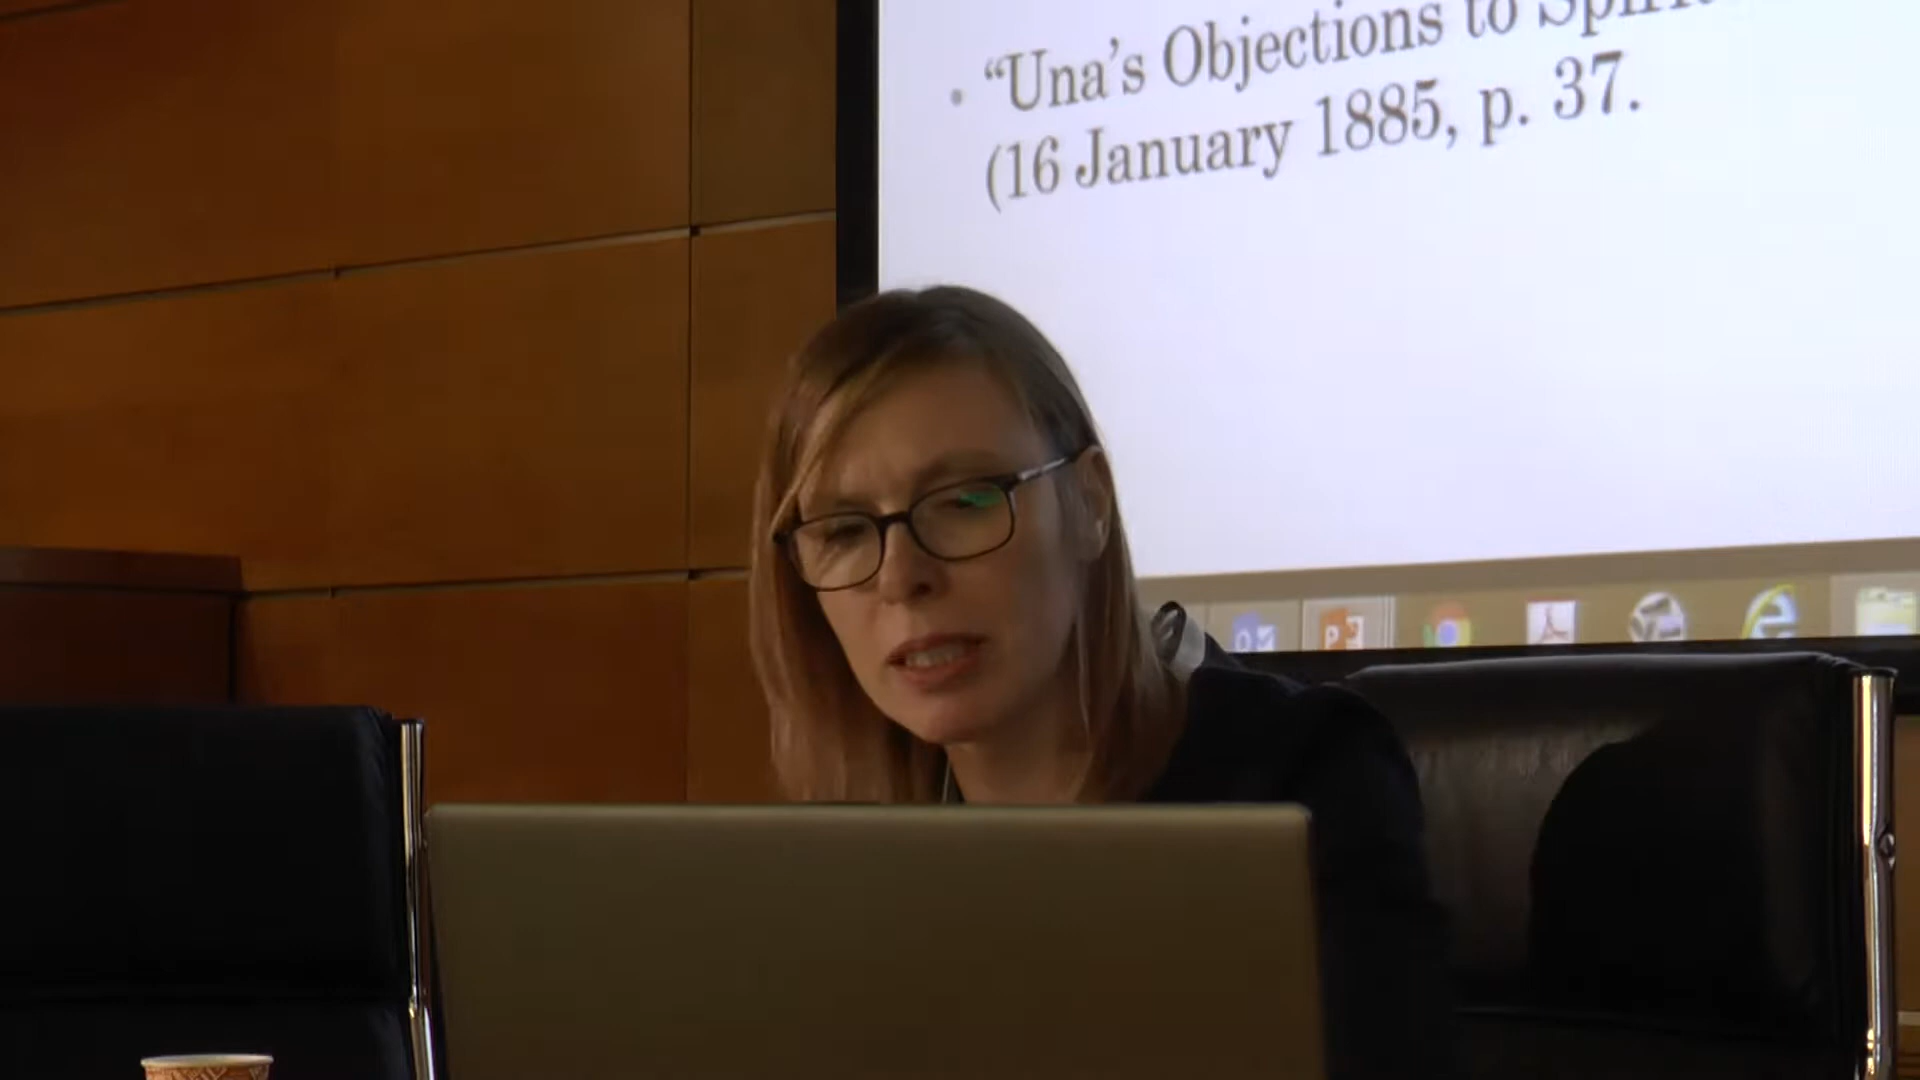 • “Una’s Objections to
(16 January 1885, p. 37.